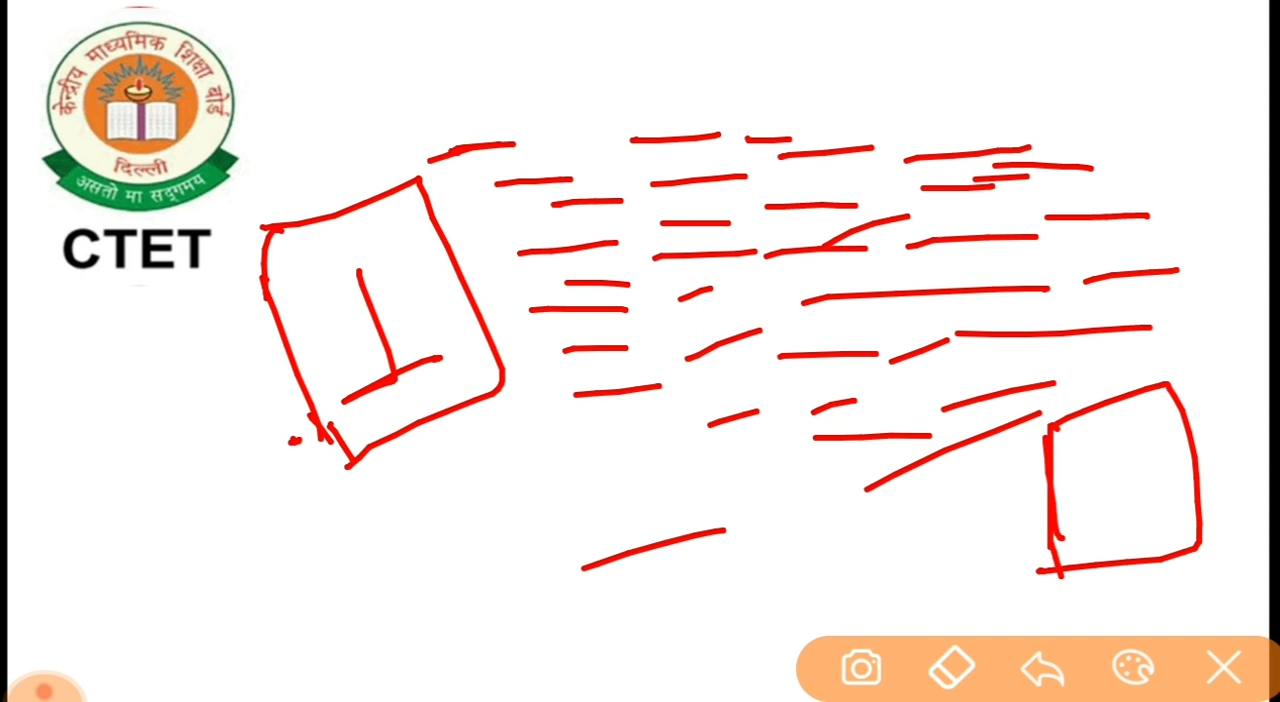 केन्द्रीय माध्यमिक शिक्षा बोर्ड
दिल्ली
असतो मा सद्गमय
CTET